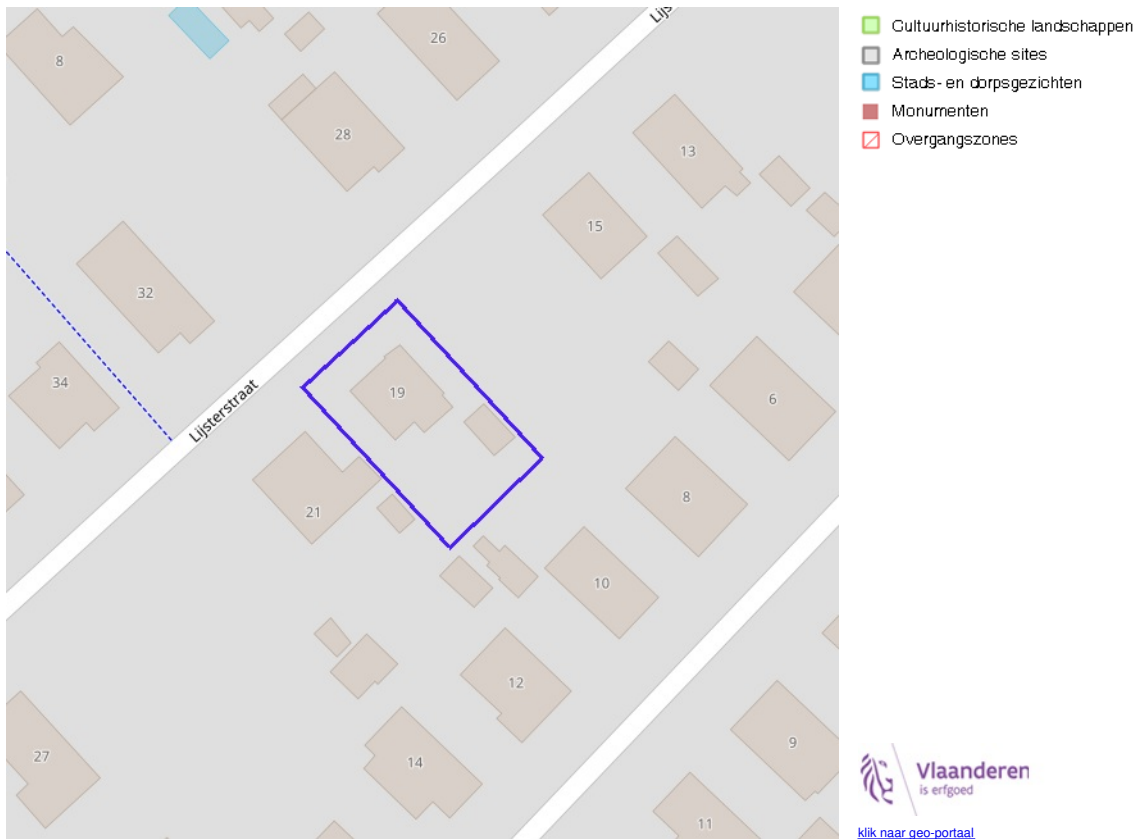 Lijs
26
8
28
13
15
32
34
19
6
Lijsterstraat
21
8
10
12
27
14
9
11
Cultuurhistorische landschappen
Archeologische sites
Stads- en dorpsgezichten
Monumenten
Overgangszones
Vlaanderen
is erfgoed
klik naar geo-portaal